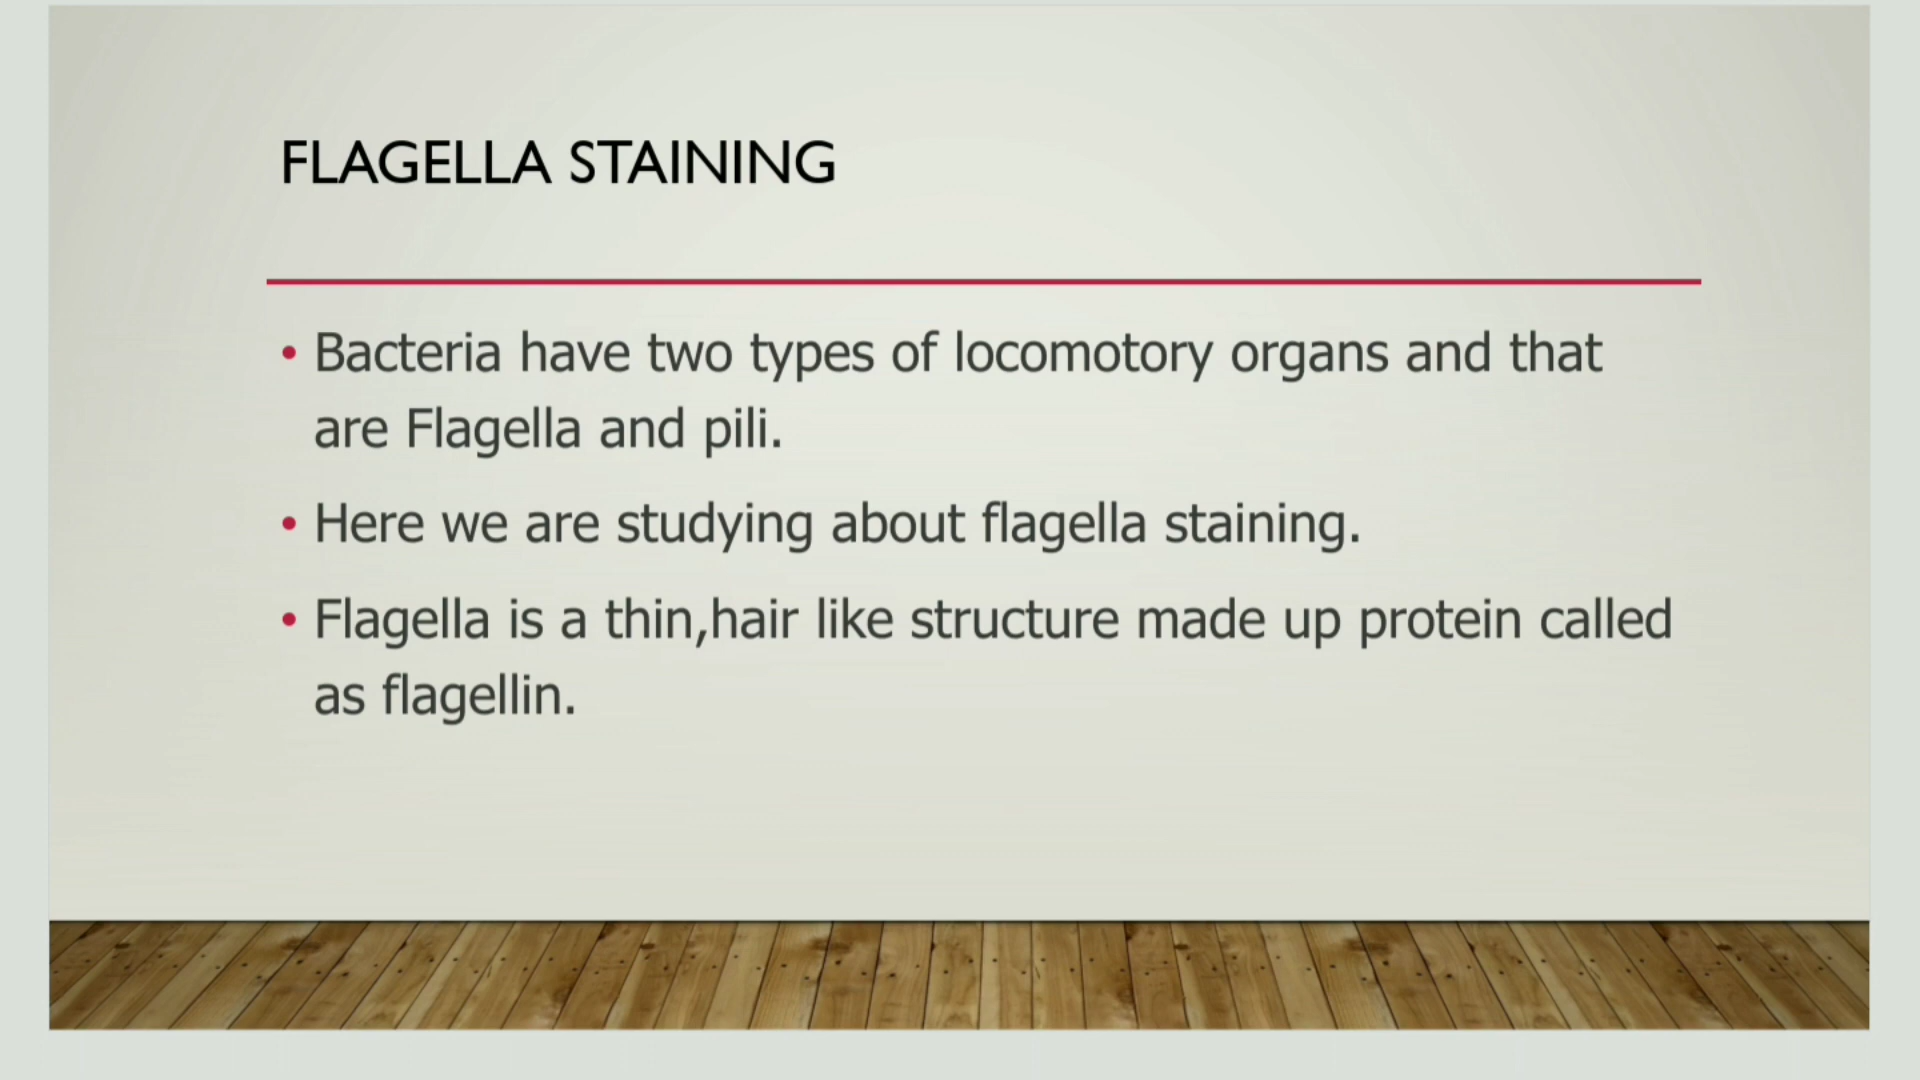 FLAGELLA STAINING
• Bacteria have two types of locomotory organs and that
are Flagella and pili.
• Here we are studying about flagella staining.
• Flagella is a thin,hair like structure made up protein called
as flagellin.